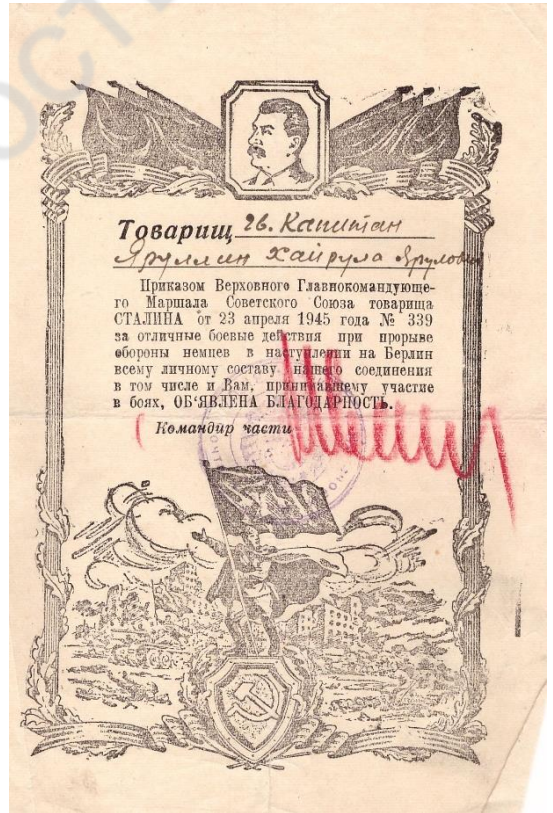 ОСТ
Товарищ гв. Капитан
Яруллин Хайрула Ярулович
Приказом Верховного Главнокомандующе-
го Маршала Советского Союза товарища
СТАЛИНА от 23 апреля 1945 года № 339
за отличные боевые действия при прорыве
обороны немцев в наступлении на Берлин
всему личному составу нашего соединения
в том числе и Вам, принимавшему участие
в боях, ОБ‘ЯВЛЕНА БЛАГОДАРНОСТЬ.
Командир части